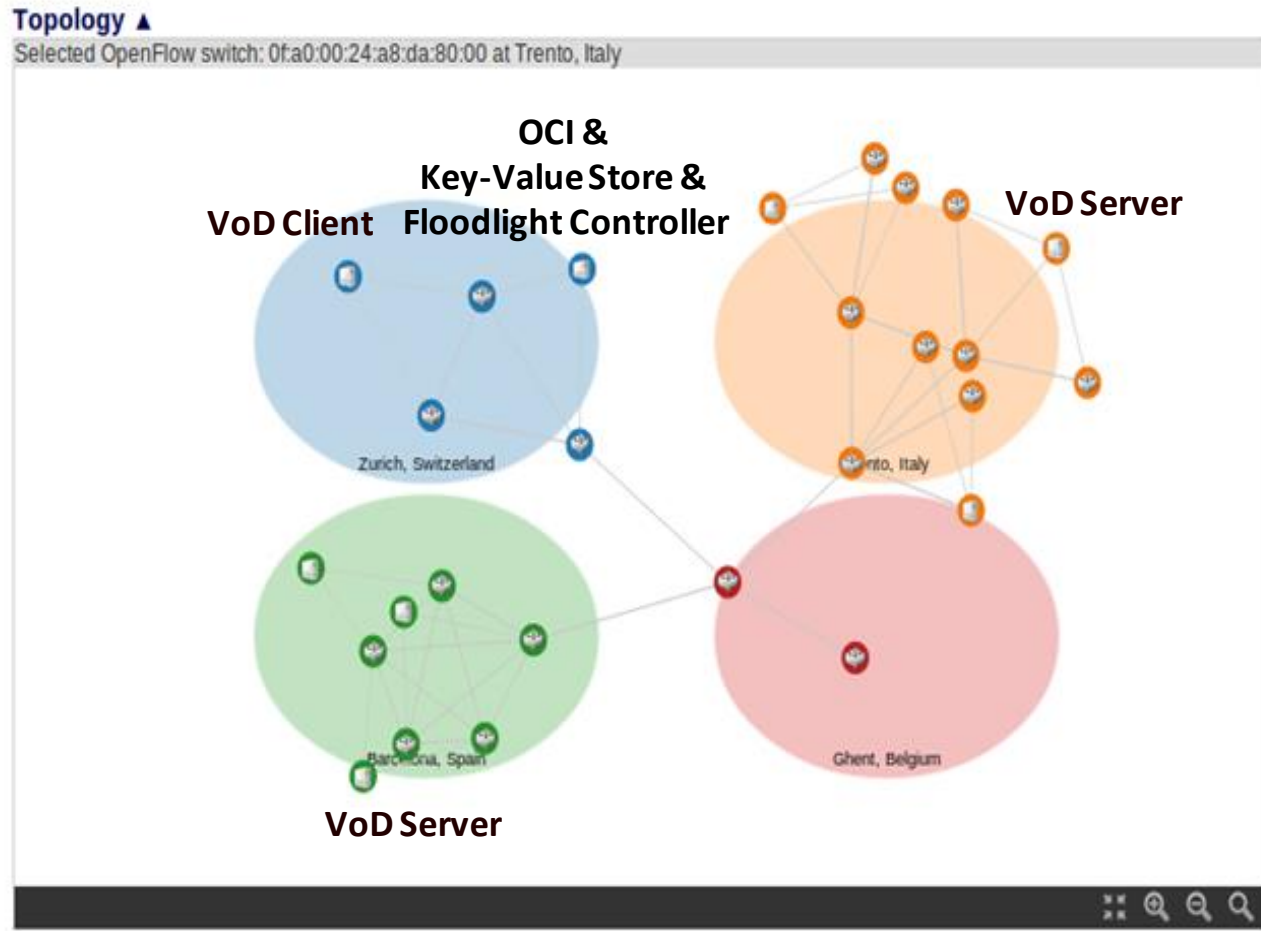 Topology ▲
Selected OpenFlow switch: 0f:a0:00:24:a8:da:80:00 at Trento, Italy
OCI &
Key-Value Store &
Floodlight Controller
VoD Client
VoD Server
Zurich, Switzerland
Italy
Spain
Ghent, Belgium
VoD Server